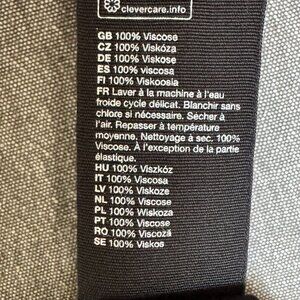 clevercare.info
GB 100% Viscose
CZ 100% Viskóza
DE 100% Viskose
ES 100% viscosa
FI 100% Viskoosia
FR Laver à la machine à l'eau
froide cycle délicat. Blanchir sans
chlore si nécessaire. Sécher à
l'air. Repasser à température
moyenne. Nettoyage à sec. 100%
Viscose. À l'exception de la partie
élastique.
HU 100% Viszkóz
IT 100% Viscosa
LV 100% Viskoze
NL 100% Viscose
PL 100% Wiskoza
PT 100% Viscose
RO 100% Viscoză
SE 100% Viskos